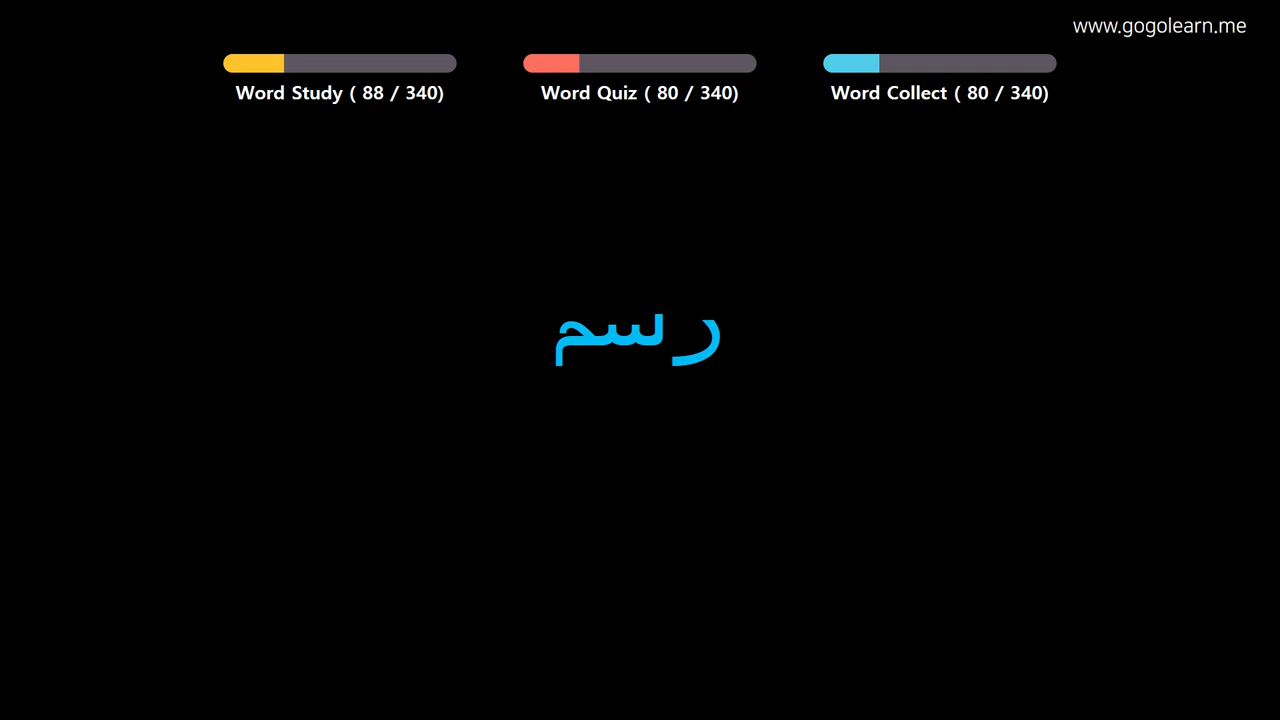 www.gogolearn.me
Word Study ( 88 / 340)
Word Quiz ( 80 / 340)
Word Collect ( 80 / 340)
رسم